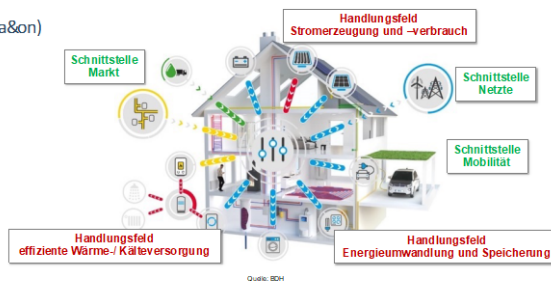 a&on)
Handlungsfeld
Stromerzeugung und –verbrauch
Schnittstelle
Markt
Schnittstelle
Netzte
Schnittstelle
Mobilität
Handlungsfeld
effiziente Wärme-/ Kälteversorgung
Handlungsfeld
Energieumwandlung und Speicherung
Quelle: BDH